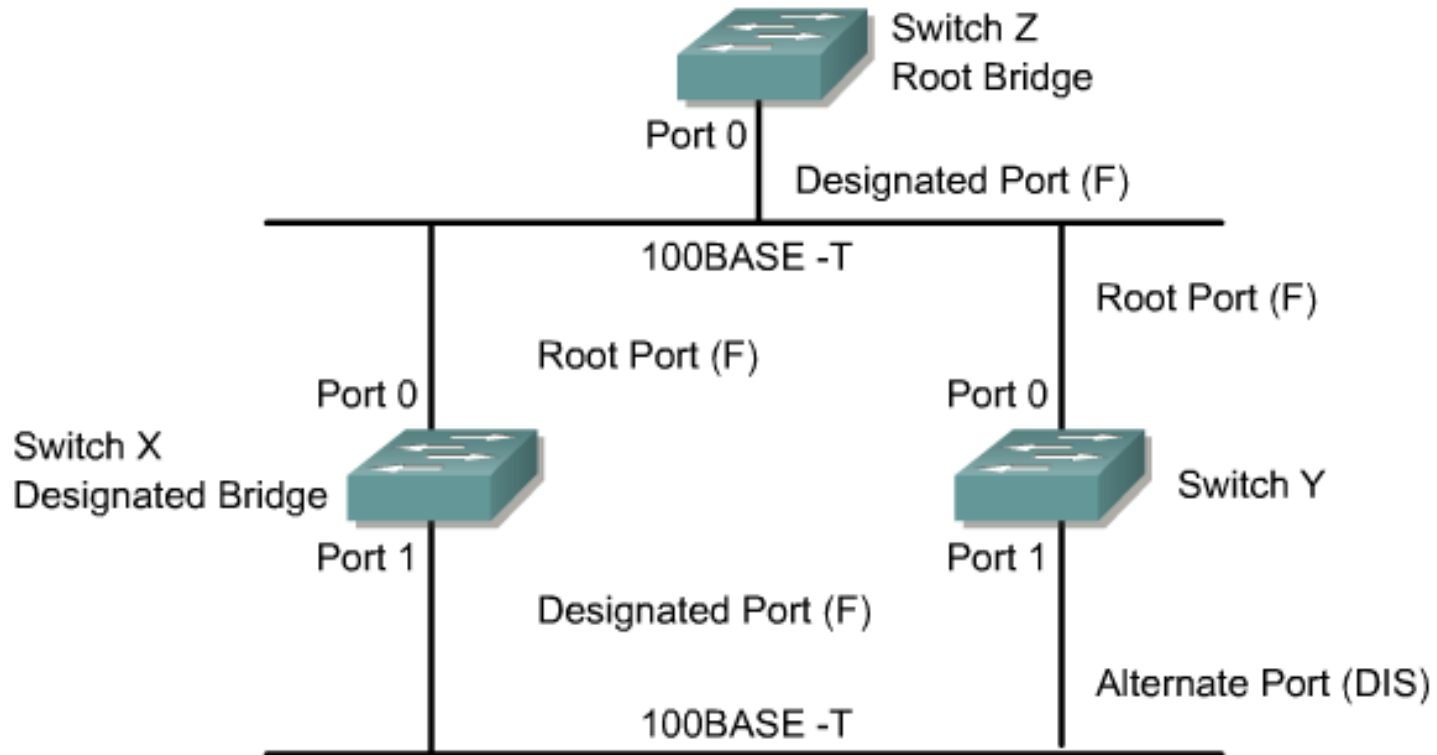 Switch Z
Root Bridge
Port 0
Designated Port (F)
100BASE -T
Root Port (F)
Root Port (F)
Port 0
Port 0
Switch X
Designated Bridge
Switch Y
Port 1
Port 1
Designated Port (F)
Alternate Port (DIS)
100BASE -T